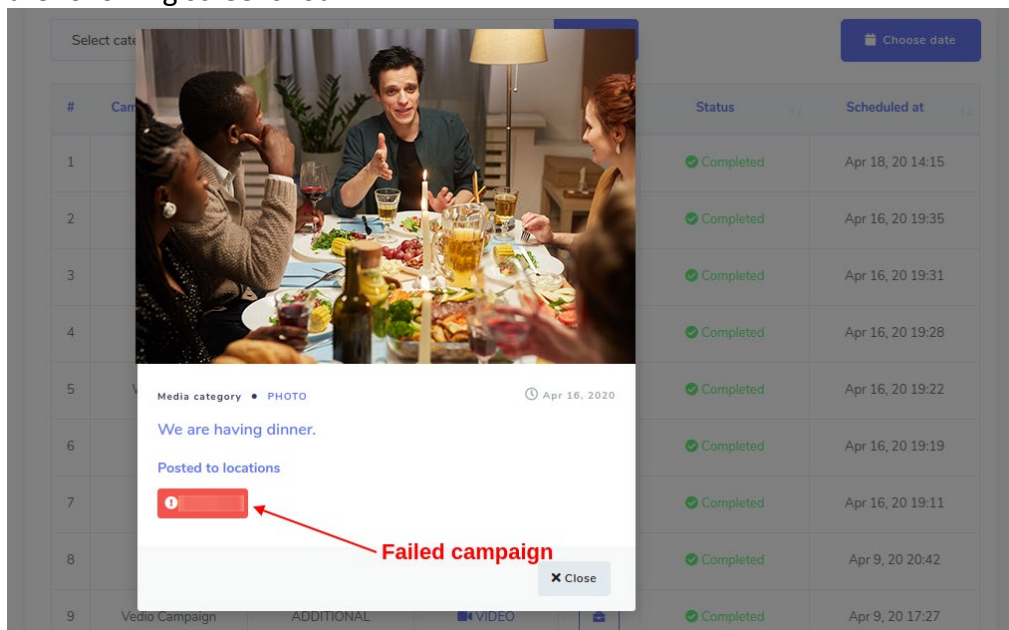 Select cate
Choose date
#
Cam
Status
Scheduled at
1
Completed
Apr 18, 20 14:15
2
Completed
Apr 16, 20 19:35
3
Completed
Apr 16, 20 19:31
4
Completed
Apr 16, 20 19:28
5
Completed
Apr 16, 20 19:22
Media category • PHOTO
Apr 16, 2020
We are having dinner.
6
Completed
Apr 16, 20 19:19
Posted to locations
7
Completed
Apr 16, 20 19:11
Failed campaign
8
Completed
Apr 9, 20 20:42
Close
9
Vedio Campaign
ADDITIONAL
VIDEO
Completed
Apr 9, 20 17:27